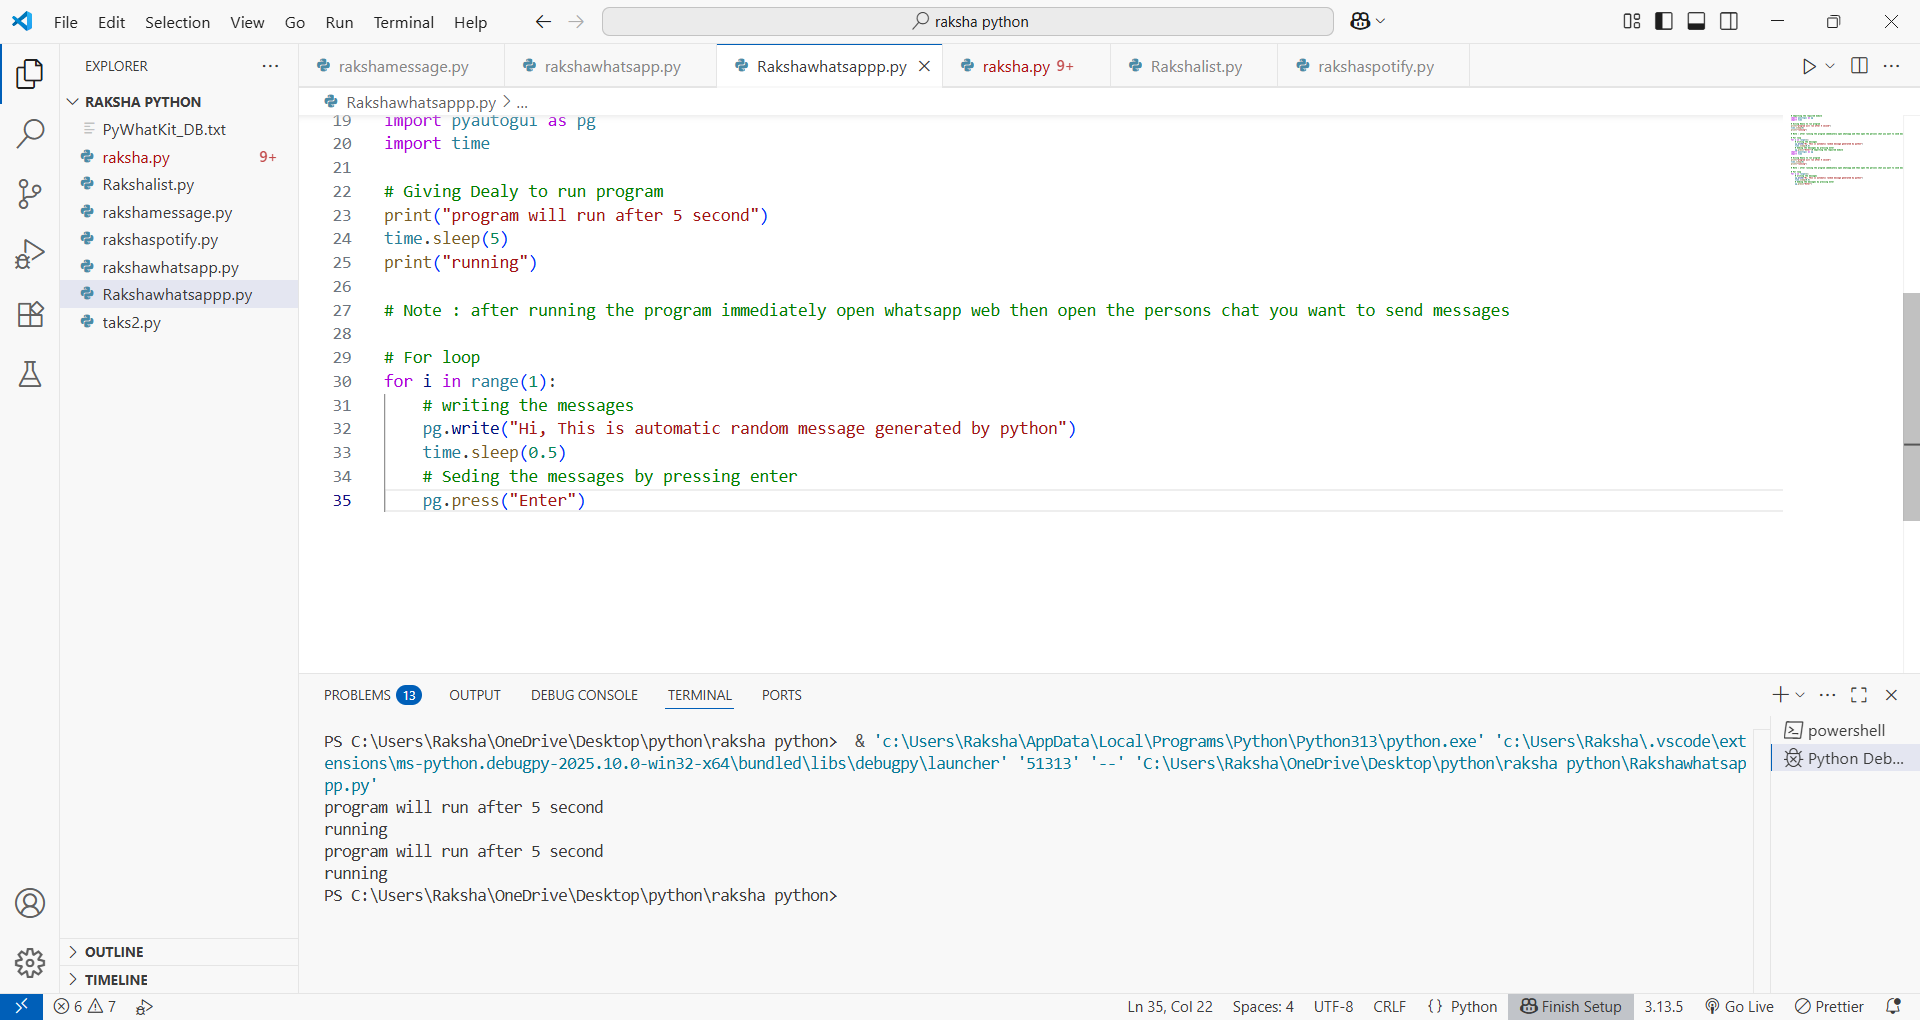 File Edit Selection View Go Run Terminal Help
raksha python
EXPLORER
RAKSHA PYTHON
PyWhatKit_DB.txt
raksha.py 9+
Rakshalist.py
rakshamessage.py
rakshaspotify.py
rakshawhatsapp.py
Rakshawhatsappp.py
taks2.py
OUTLINE
TIMELINE
rakshamessage.py rakshawhatsapp.py Rakshawhatsappp.py raksha.py 9+ Rakshalist.py rakshaspotify.py
Rakshawhatsappp.py > ...
19 import pyautogui as pg
20 import time
21
22 # Giving Dealy to run program
23 print("program will run after 5 second")
24 time.sleep(5)
25 print("running")
26
27 # Note : after running the program immediately open whatsapp web then open the persons chat you want to send messages
28
29 # For loop
30 for i in range(1):
31 # writing the messages
32 pg.write("Hi, This is automatic random message generated by python")
33 time.sleep(0.5)
34 # Seding the messages by pressing enter
35 pg.press("Enter")
PROBLEMS 13 OUTPUT DEBUG CONSOLE TERMINAL PORTS
PS C:\Users\Raksha\OneDrive\Desktop\python\raksha python> & 'c:\Users\Raksha\AppData\Local\Programs\Python\Python313\python.exe' 'c:\Users\Raksha\.vscode\ext
ensions\ms-python.debugpy-2025.10.0-win32-x64\bundled\libs\debugpy\launcher' '51313' '--' 'C:\Users\Raksha\OneDrive\Desktop\python\raksha python\Rakshawhatsap
pp.py'
program will run after 5 second
running
program will run after 5 second
running
PS C:\Users\Raksha\OneDrive\Desktop\python\raksha python>
powershell
Python Deb...
6 7 Ln 35, Col 22 Spaces: 4 UTF-8 CRLF {} Python Finish Setup 3.13.5 Go Live Prettier